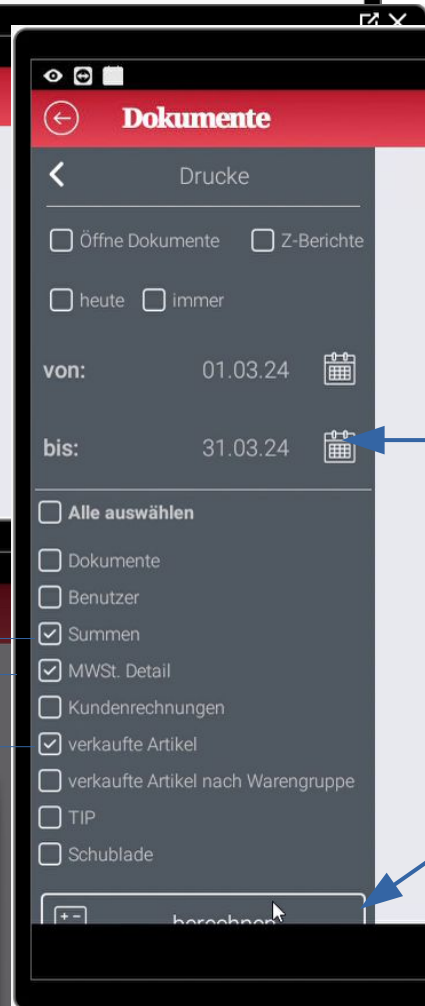 Dokumente
Drucke
Öffne Dokumente Z-Berichte
heute immer
von: 01.03.24
bis: 31.03.24
Alle auswählen
Dokumente
Benutzer
Summen
MWSt. Detail
Kundenrechnungen
verkaufte Artikel
verkaufte Artikel nach Warengruppe
TIP
Schublade
berechnen